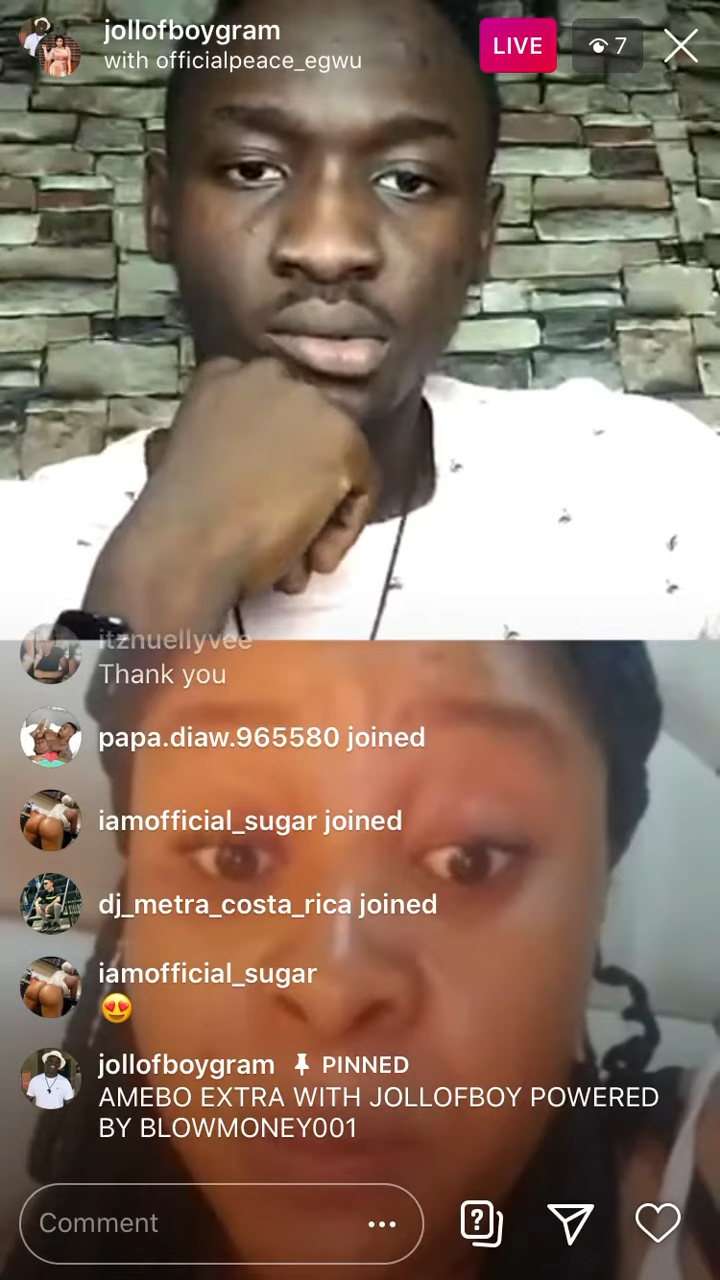 jollofboygram
with officialpeace_egwu
LIVE
7
itznuellyvee
Thank you
papa.diaw.965580 joined
iamofficial_sugar joined
dj_metra_costa_rica joined
iamofficial_sugar
😍
jollofboygram PINNED
AMEBO EXTRA WITH JOLLOFBOY POWERED
BY BLOWMONEY001
Comment